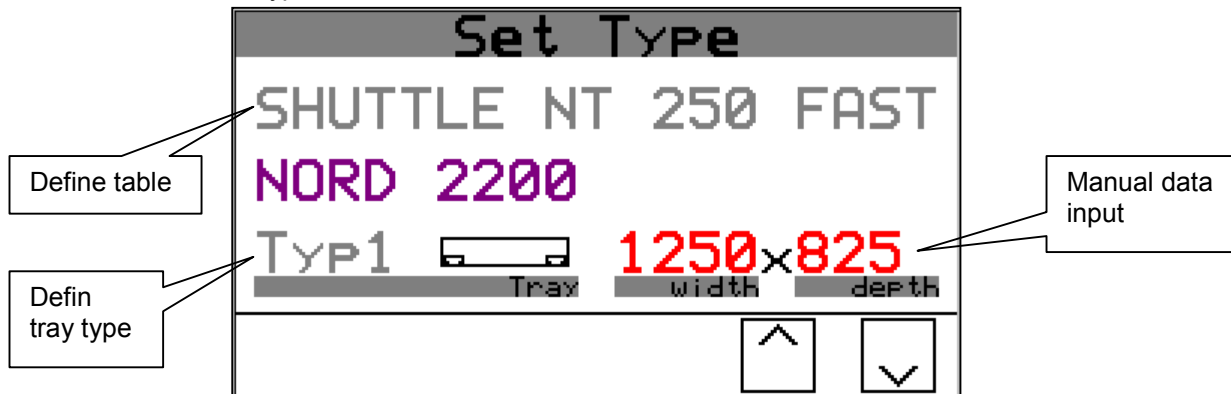 Set Type
SHUTTLE NT 250 FAST
Define table
NORD 2200
Manual data
input
Typ1 1250x825
Tray width depth
Defin
tray type